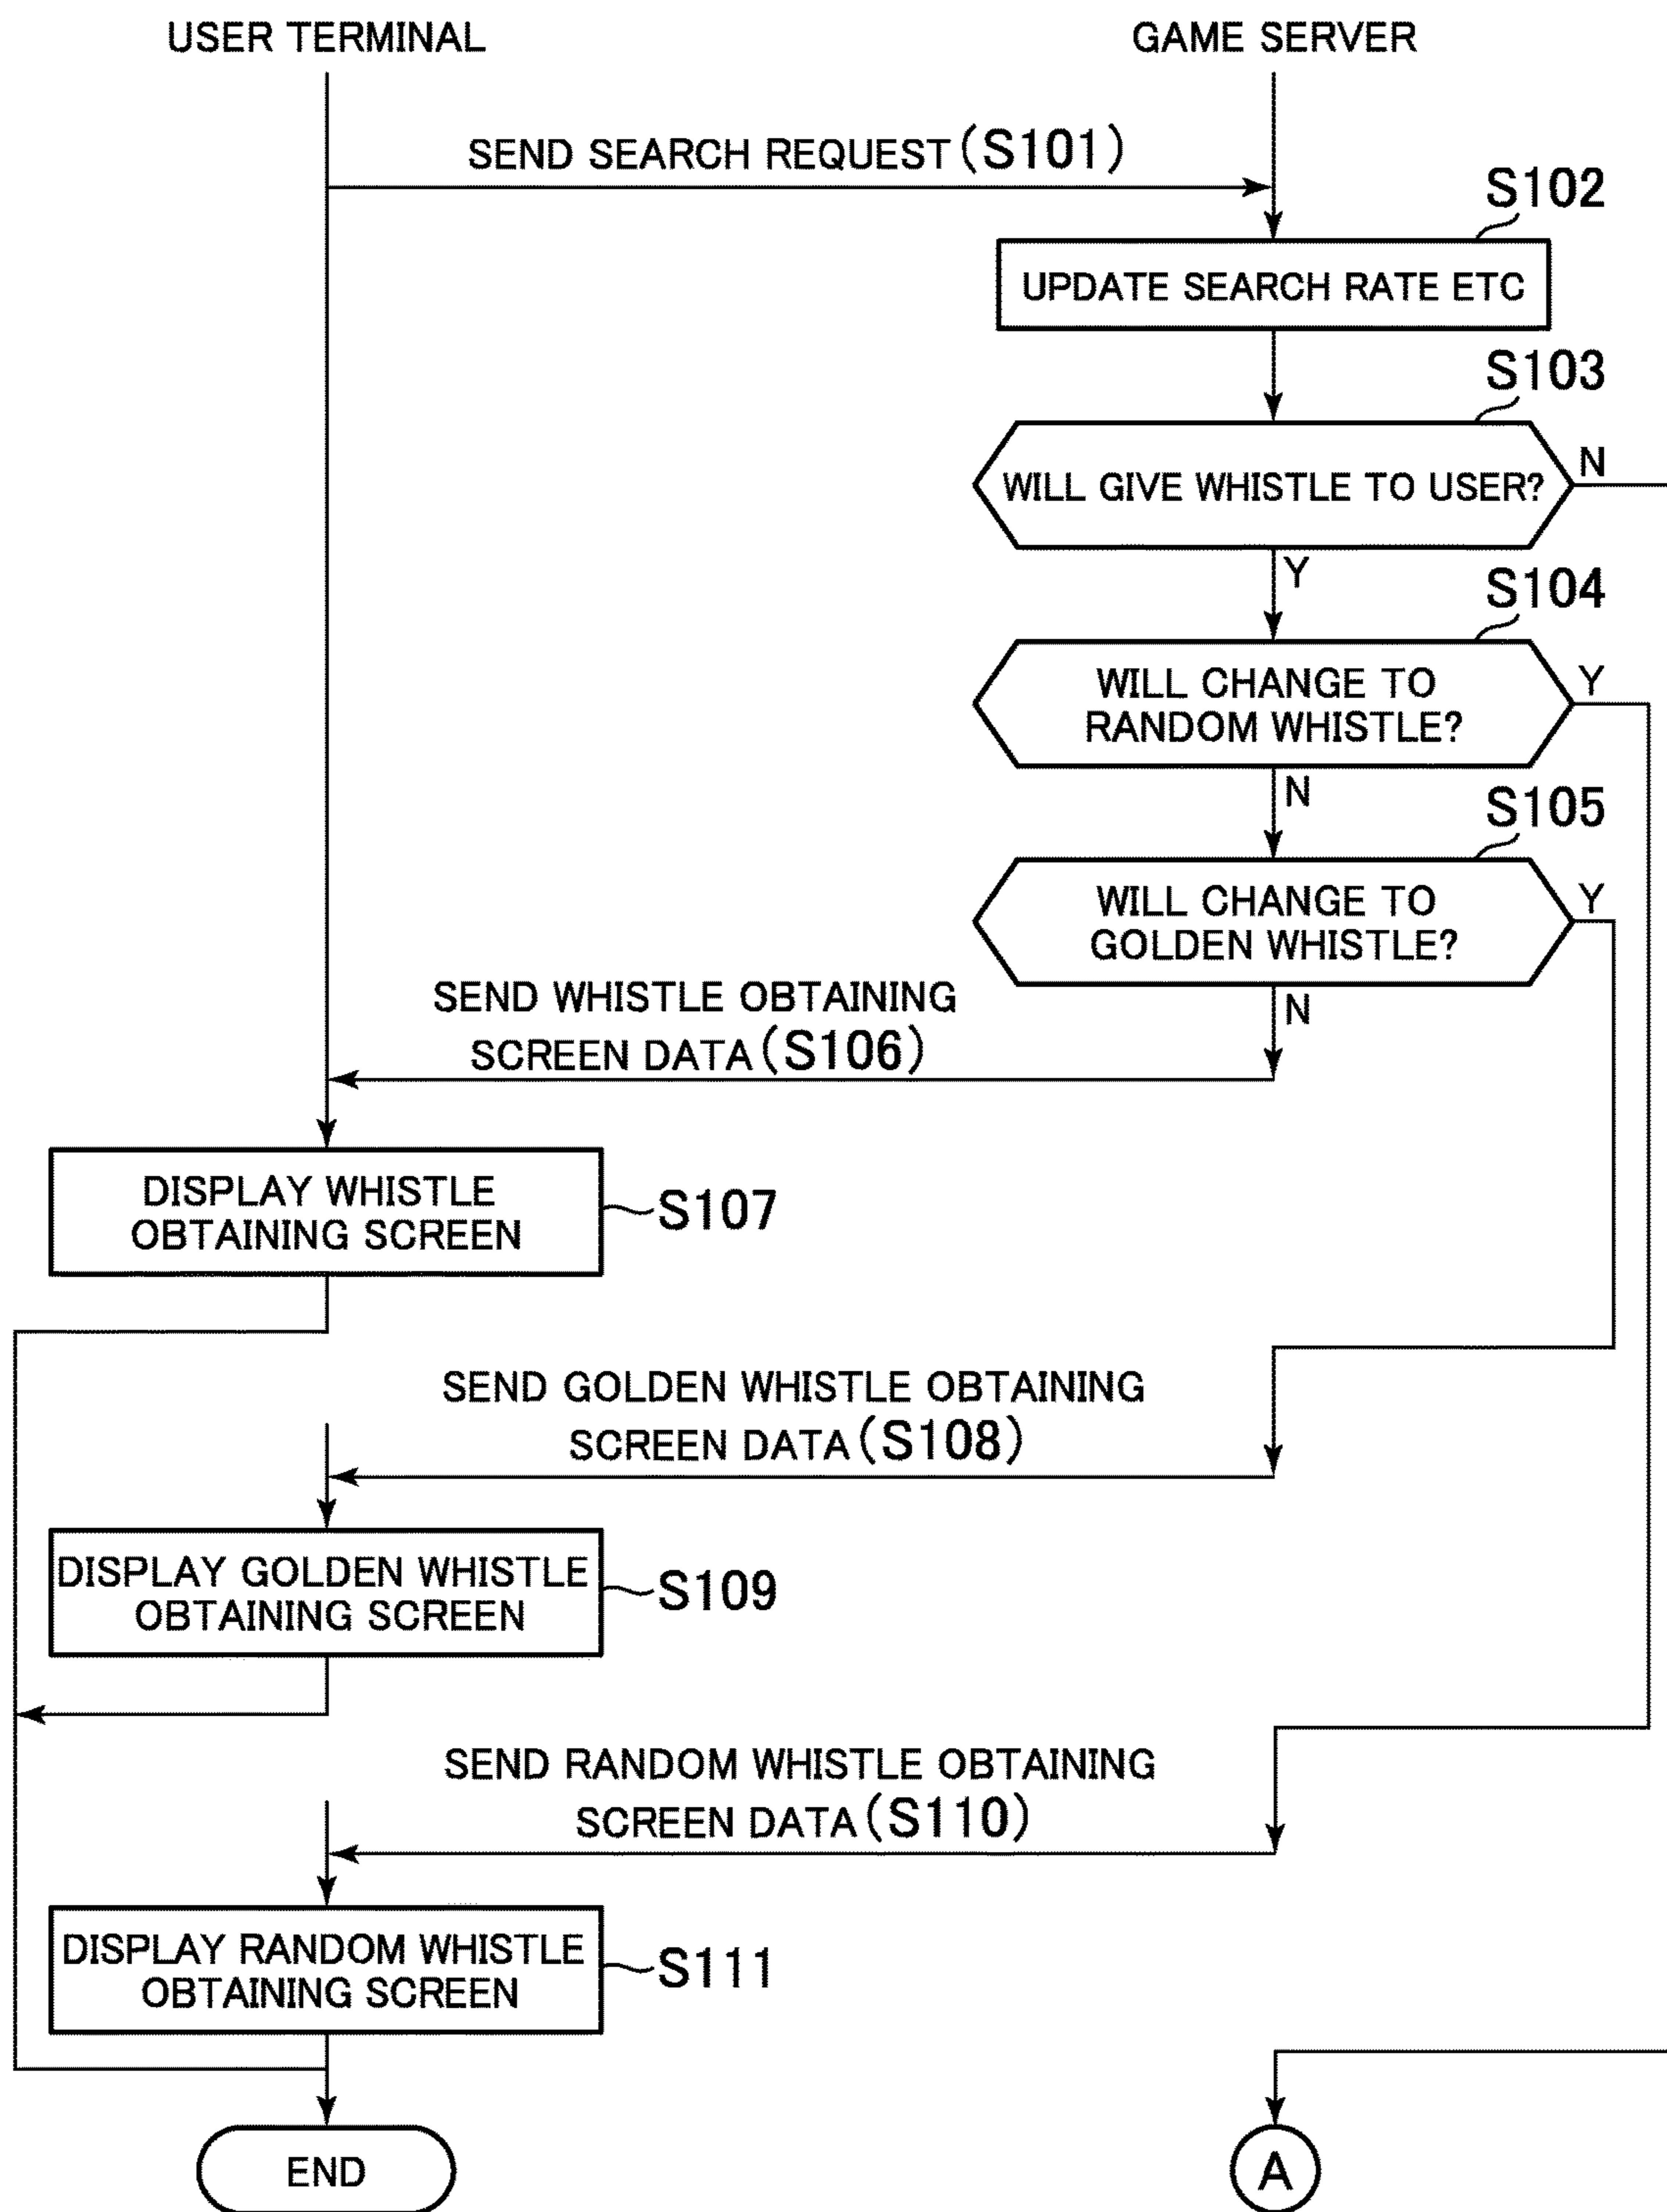 USER TERMINAL
GAME SERVER
SEND SEARCH REQUEST(S101)
S102
UPDATE SEARCH RATE ETC
S103
WILL GIVE WHISTLE TO USER?
N
Y
S104
WILL CHANGE TO
RANDOM WHISTLE?
Y
N
S105
WILL CHANGE TO
GOLDEN WHISTLE?
Y
N
SEND WHISTLE OBTAINING
SCREEN DATA(S106)
DISPLAY WHISTLE
OBTAINING SCREEN
S107
SEND GOLDEN WHISTLE OBTAINING
SCREEN DATA(S108)
DISPLAY GOLDEN WHISTLE
OBTAINING SCREEN
S109
SEND RANDOM WHISTLE OBTAINING
SCREEN DATA(S110)
DISPLAY RANDOM WHISTLE
OBTAINING SCREEN
S111
END
A